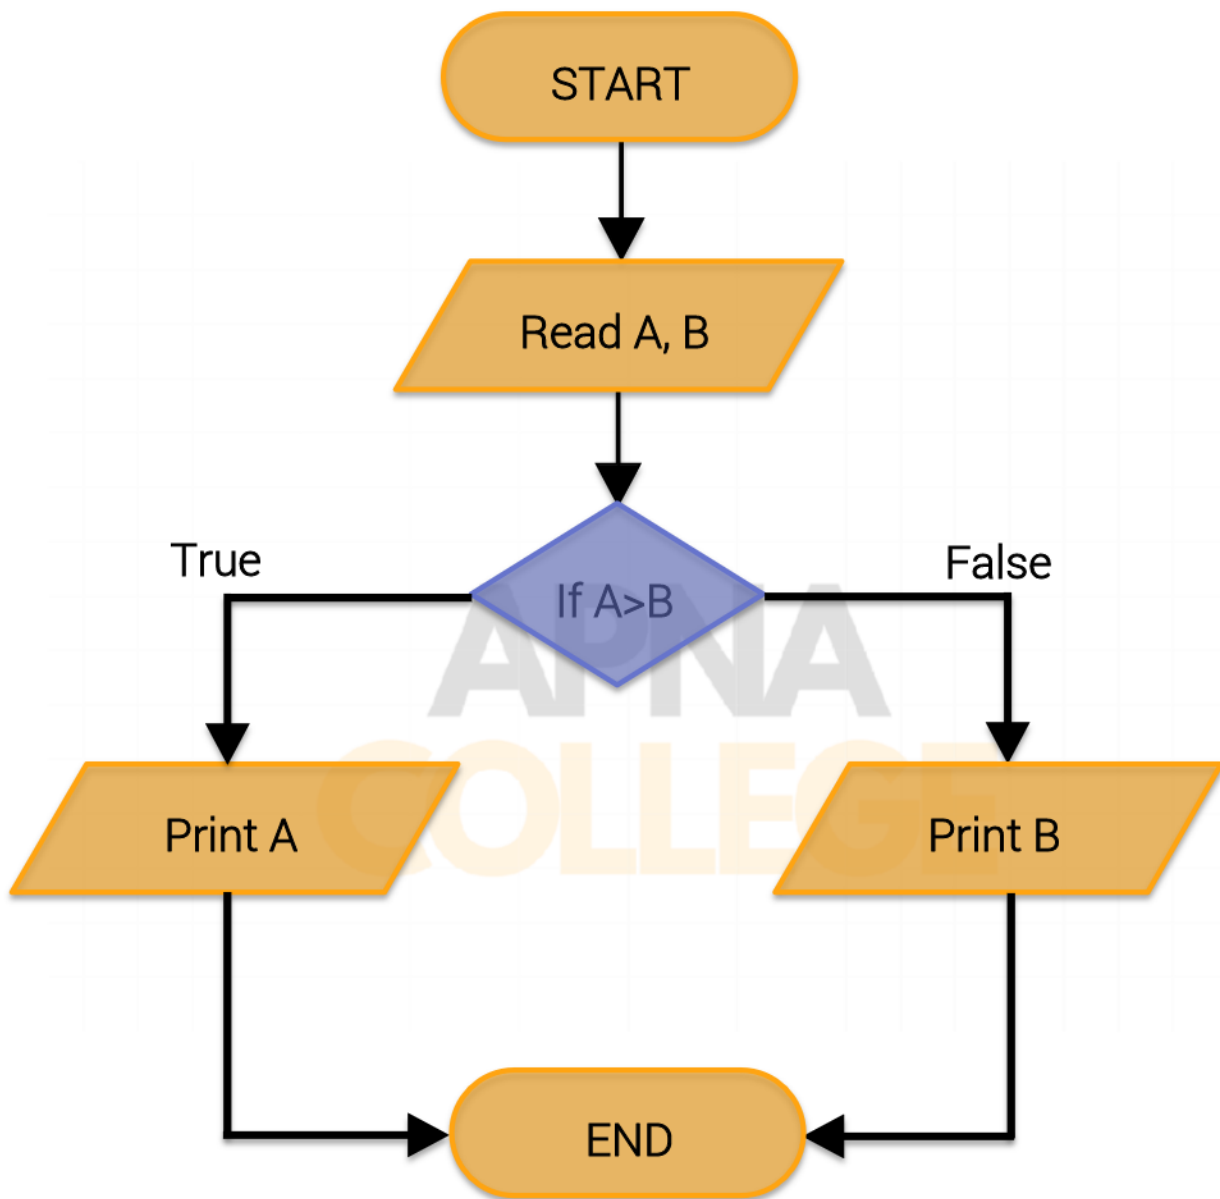 START
Read A, B
True
False
If A>B
APNA
COLLEGE
Print A
Print B
END